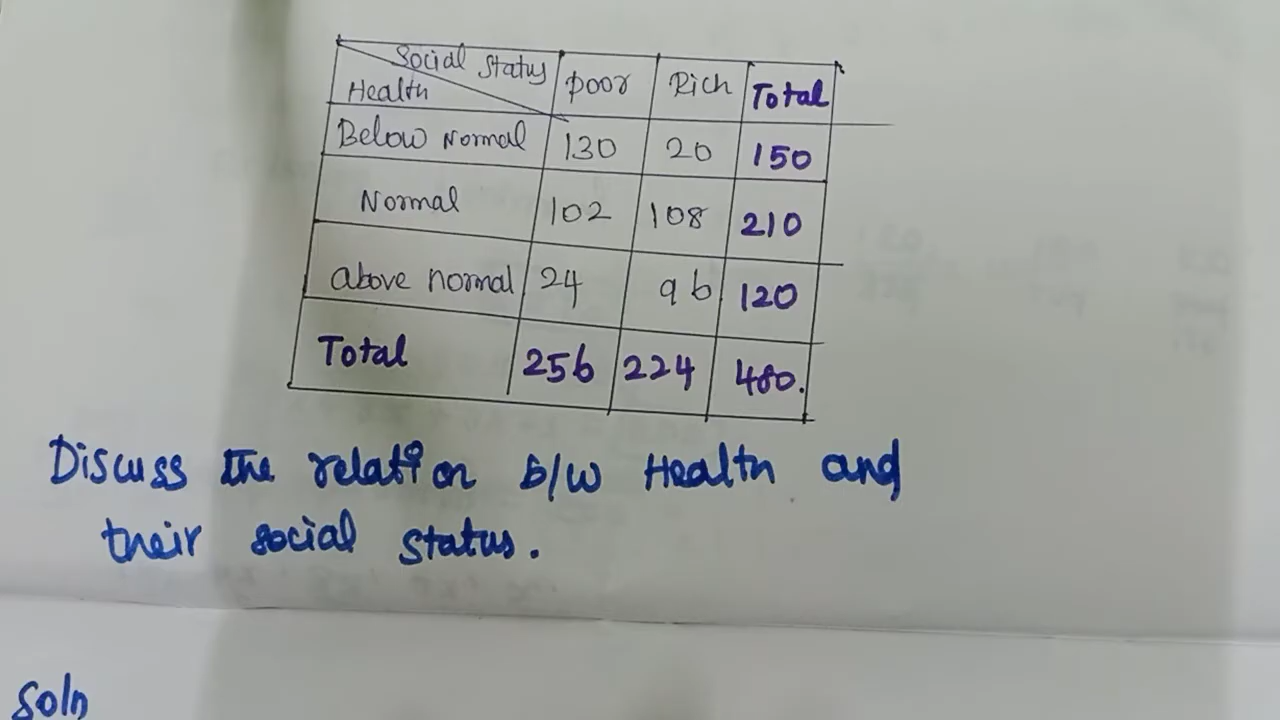 Social Status poor Rich Total
Health
Below Normal 130 20 150
Normal 102 108 210
above normal 24 96 120
Total 256 224 480.
Discuss the relation b/w Health and
their social status.
Soln